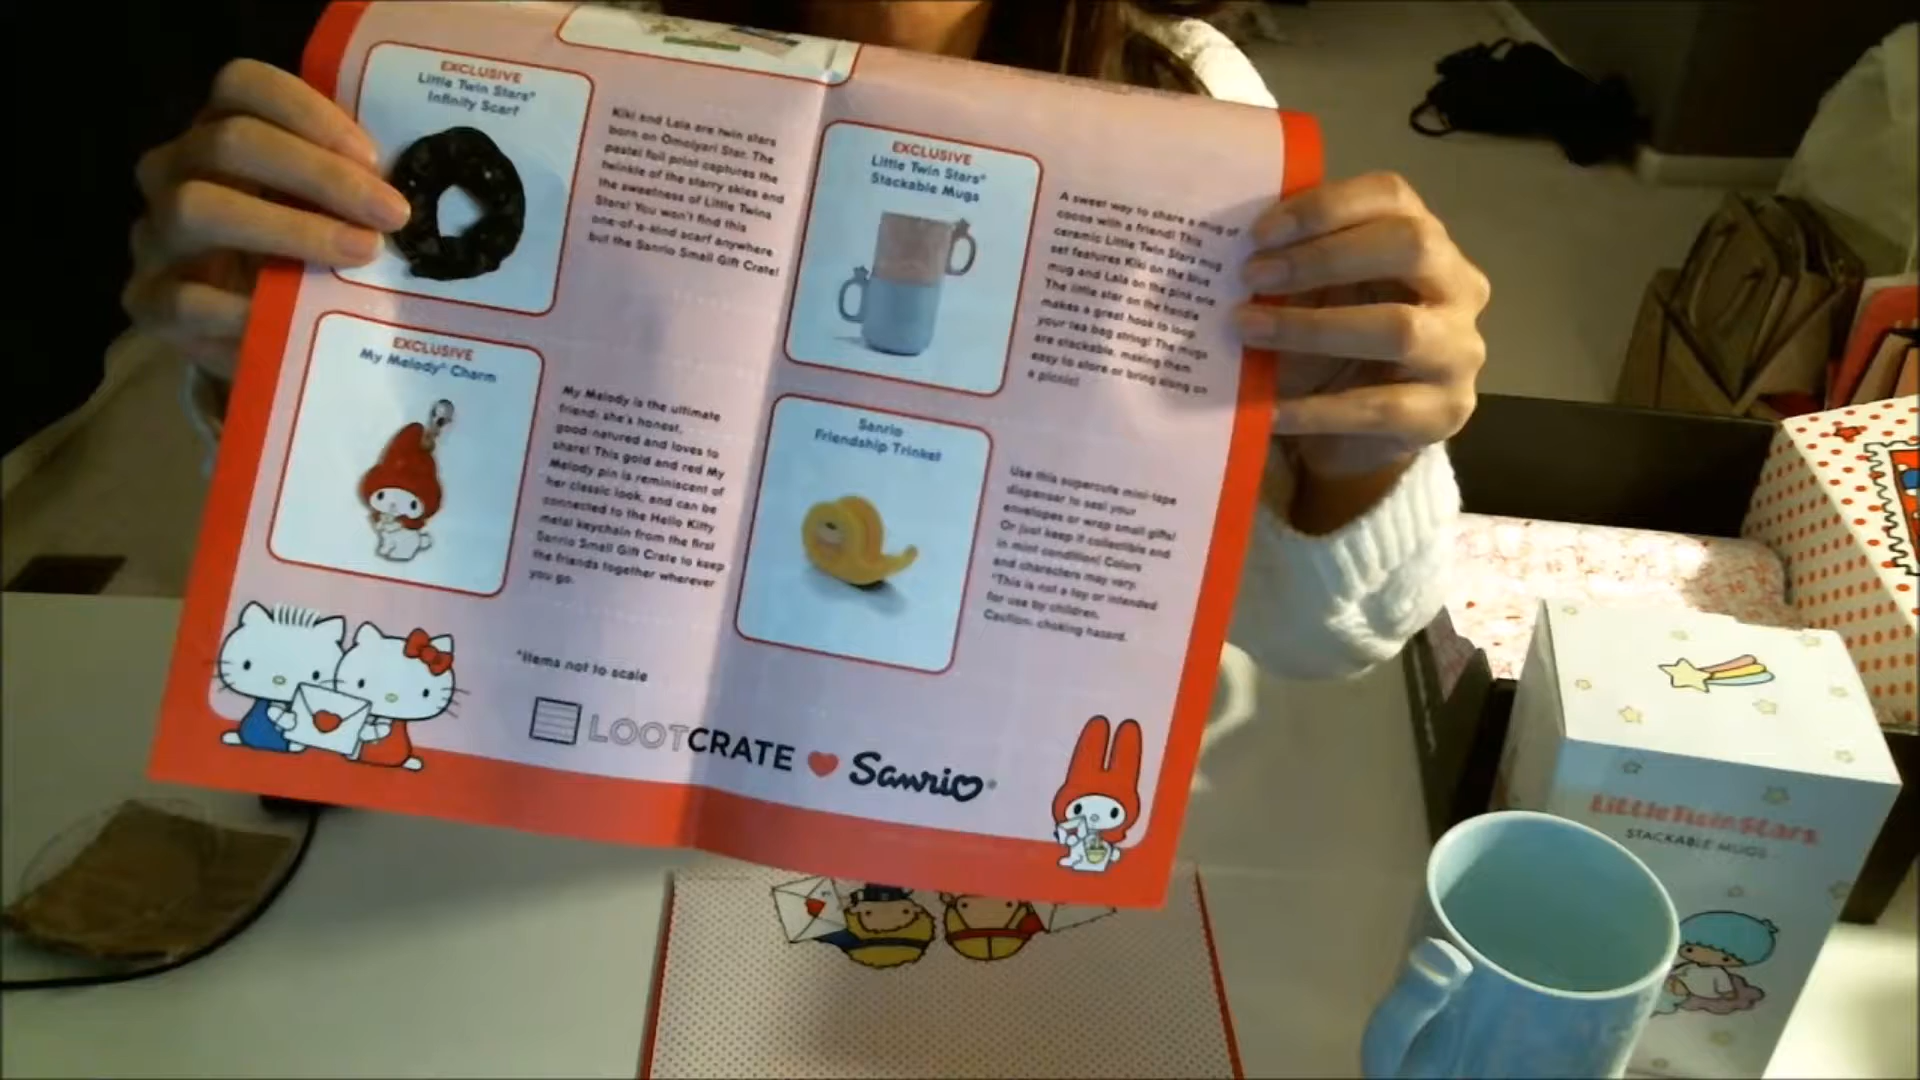 EXCLUSIVE
Little Twin Stars®
Infinity Scarf
Kiki and Lala are twin stars
born on Omoiyari Star. The
pastel foil print captures the
twinkle of the starry skies and
the sweetness of Little Twins
Stars! You won't find this
one-of-a-kind scarf anywhere
but the Sanrio Small Gift Crate!
EXCLUSIVE
Little Twin Stars®
Stackable Mugs
A sweet way to share a mug of
cocoa with a friend! This
ceramic Little Twin Stars mug
set features Kiki on the blue
mug and Lala on the pink one.
The little star on the handle
makes a great hook to loop
your tea bag string! The mugs
are stackable, making them
easy to store or bring along on
a picnic!
EXCLUSIVE
My Melody® Charm
My Melody is the ultimate
friend: she's honest,
good-natured and loves to
share! This gold and red My
Melody pin is reminiscent of
her classic look, and can be
connected to the Hello Kitty
metal keychain from the first
Sanrio Small Gift Crate to keep
the friends together wherever
you go.
Sanrio
Friendship Trinket
Use this supercute mini-tape
dispenser to seal your
envelopes or wrap small gifts!
Or just keep it collectible and
in mint condition! Colors
and characters may vary.
*This is not a toy or intended
for use by children.
Caution: choking hazard.
*Items not to scale
LOOTCRATE
Sanrio®
LittleTwinStars
STACKABLE MUGS